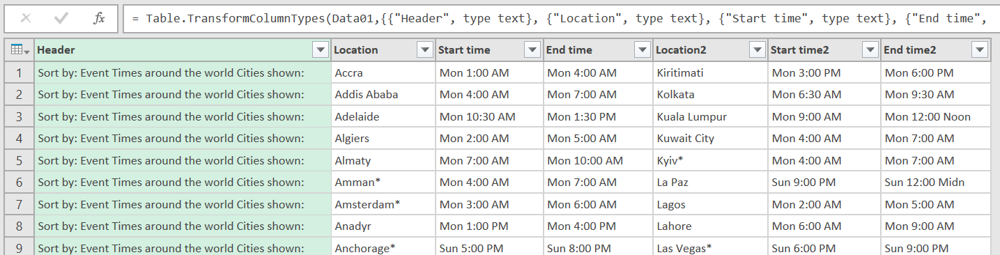 fx = Table.TransformColumnTypes(Data01,{{"Header", type text}, {"Location", type text}, {"Start time", type text}, {"End time",
Header Location Start time End time Location2 Start time2 End time2
1 Sort by: Event Times around the world Cities shown: Accra Mon 1:00 AM Mon 4:00 AM Kiritimati Mon 3:00 PM Mon 6:00 PM
2 Sort by: Event Times around the world Cities shown: Addis Ababa Mon 4:00 AM Mon 7:00 AM Kolkata Mon 6:30 AM Mon 9:30 AM
3 Sort by: Event Times around the world Cities shown: Adelaide Mon 10:30 AM Mon 1:30 PM Kuala Lumpur Mon 9:00 AM Mon 12:00 Noon
4 Sort by: Event Times around the world Cities shown: Algiers Mon 2:00 AM Mon 5:00 AM Kuwait City Mon 4:00 AM Mon 7:00 AM
5 Sort by: Event Times around the world Cities shown: Almaty Mon 7:00 AM Mon 10:00 AM Kyiv* Mon 4:00 AM Mon 7:00 AM
6 Sort by: Event Times around the world Cities shown: Amman* Mon 4:00 AM Mon 7:00 AM La Paz Sun 9:00 PM Sun 12:00 Midn
7 Sort by: Event Times around the world Cities shown: Amsterdam* Mon 3:00 AM Mon 6:00 AM Lagos Mon 2:00 AM Mon 5:00 AM
8 Sort by: Event Times around the world Cities shown: Anadyr Mon 1:00 PM Mon 4:00 PM Lahore Mon 6:00 AM Mon 9:00 AM
9 Sort by: Event Times around the world Cities shown: Anchorage* Sun 5:00 PM Sun 8:00 PM Las Vegas* Sun 6:00 PM Sun 9:00 PM